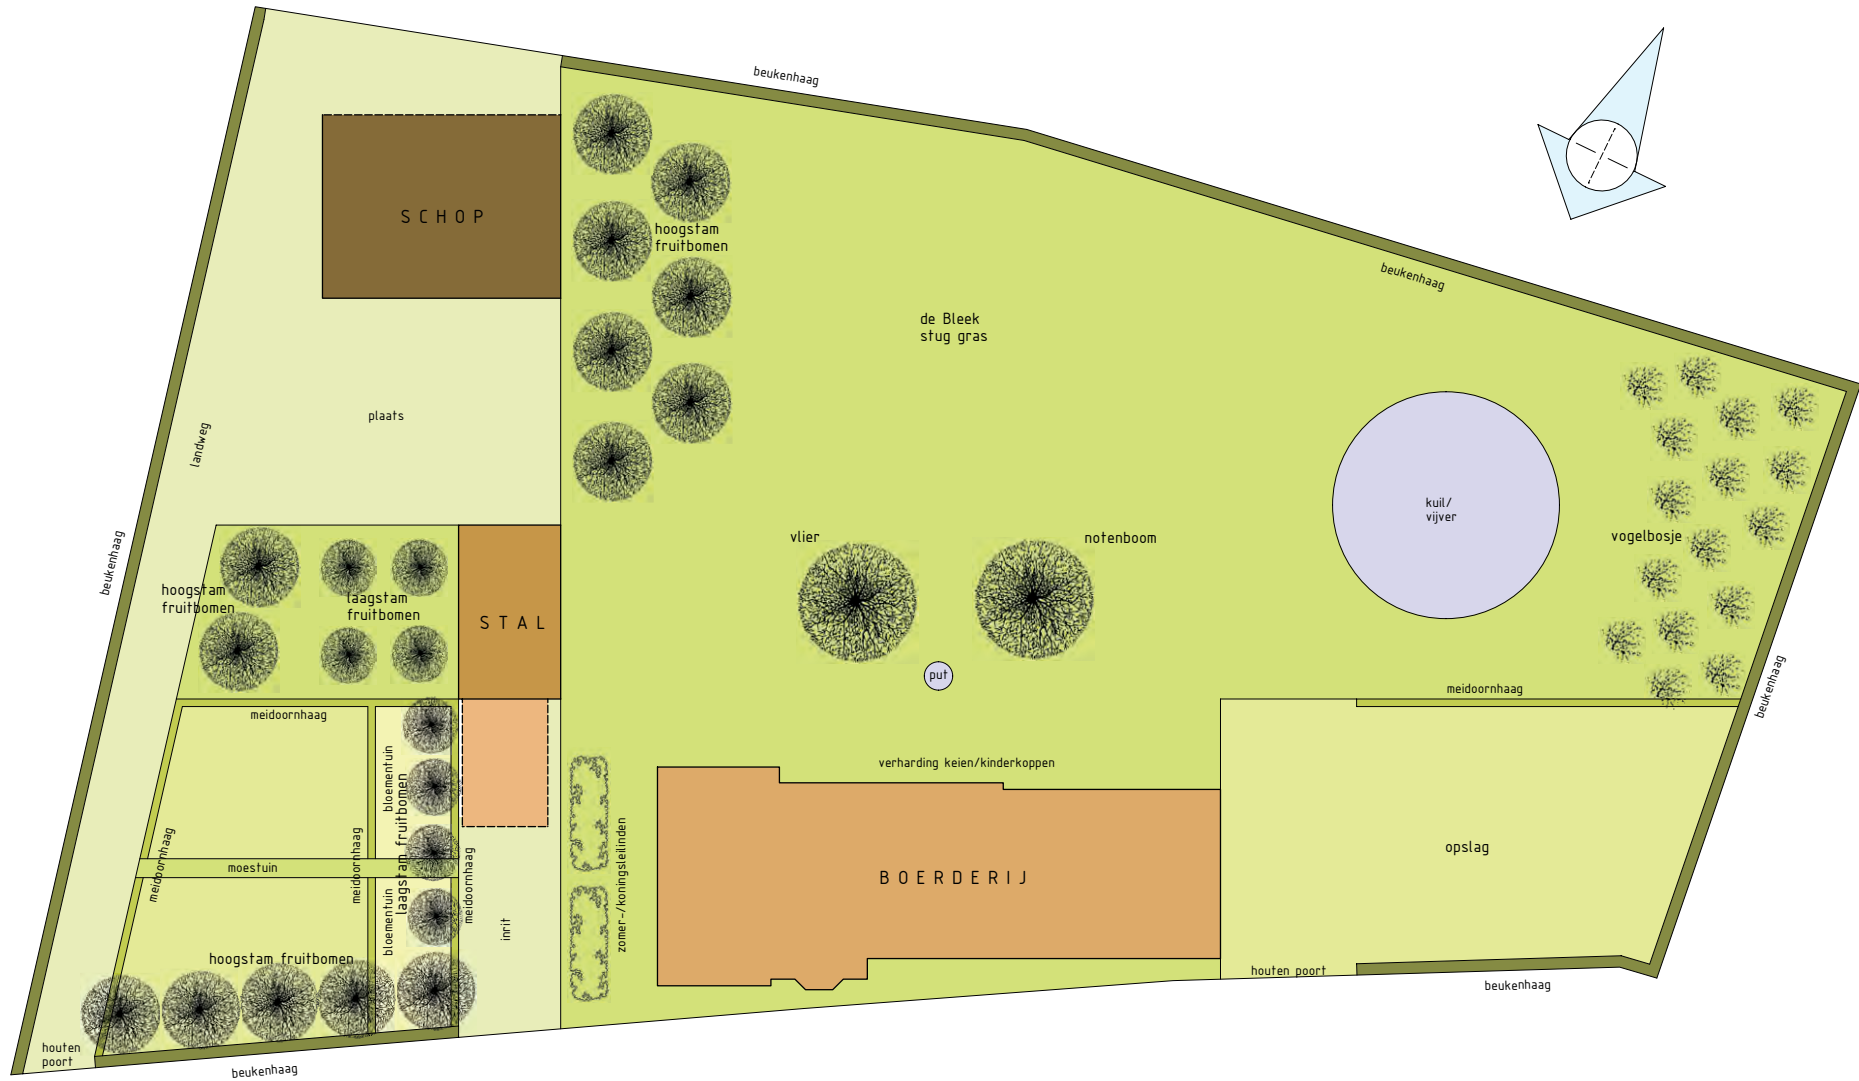 beukenhaag
SCHOP
hoogstam
fruitbomen
beukenhaag
de Bleek
stug gras
plaats
landweg
kuil/
vijver
beukenhaag
vlier
notenboom
vogelbosje
hoogstam
fruitbomen
laagstam
fruitbomen
STAL
put
meidoornhaag
beukenhaag
meidoornhaag
bloementuin
laagstam fruitbomen
verharding keien/kinderkoppen
zomer-/koningsleilinden
meidoornhaag
meidoornhaag
meidoornhaag
moestuin
opslag
BOERDERIJ
bloementuin
inrit
hoogstam fruitbomen
houten poort
beukenhaag
houten
poort
beukenhaag